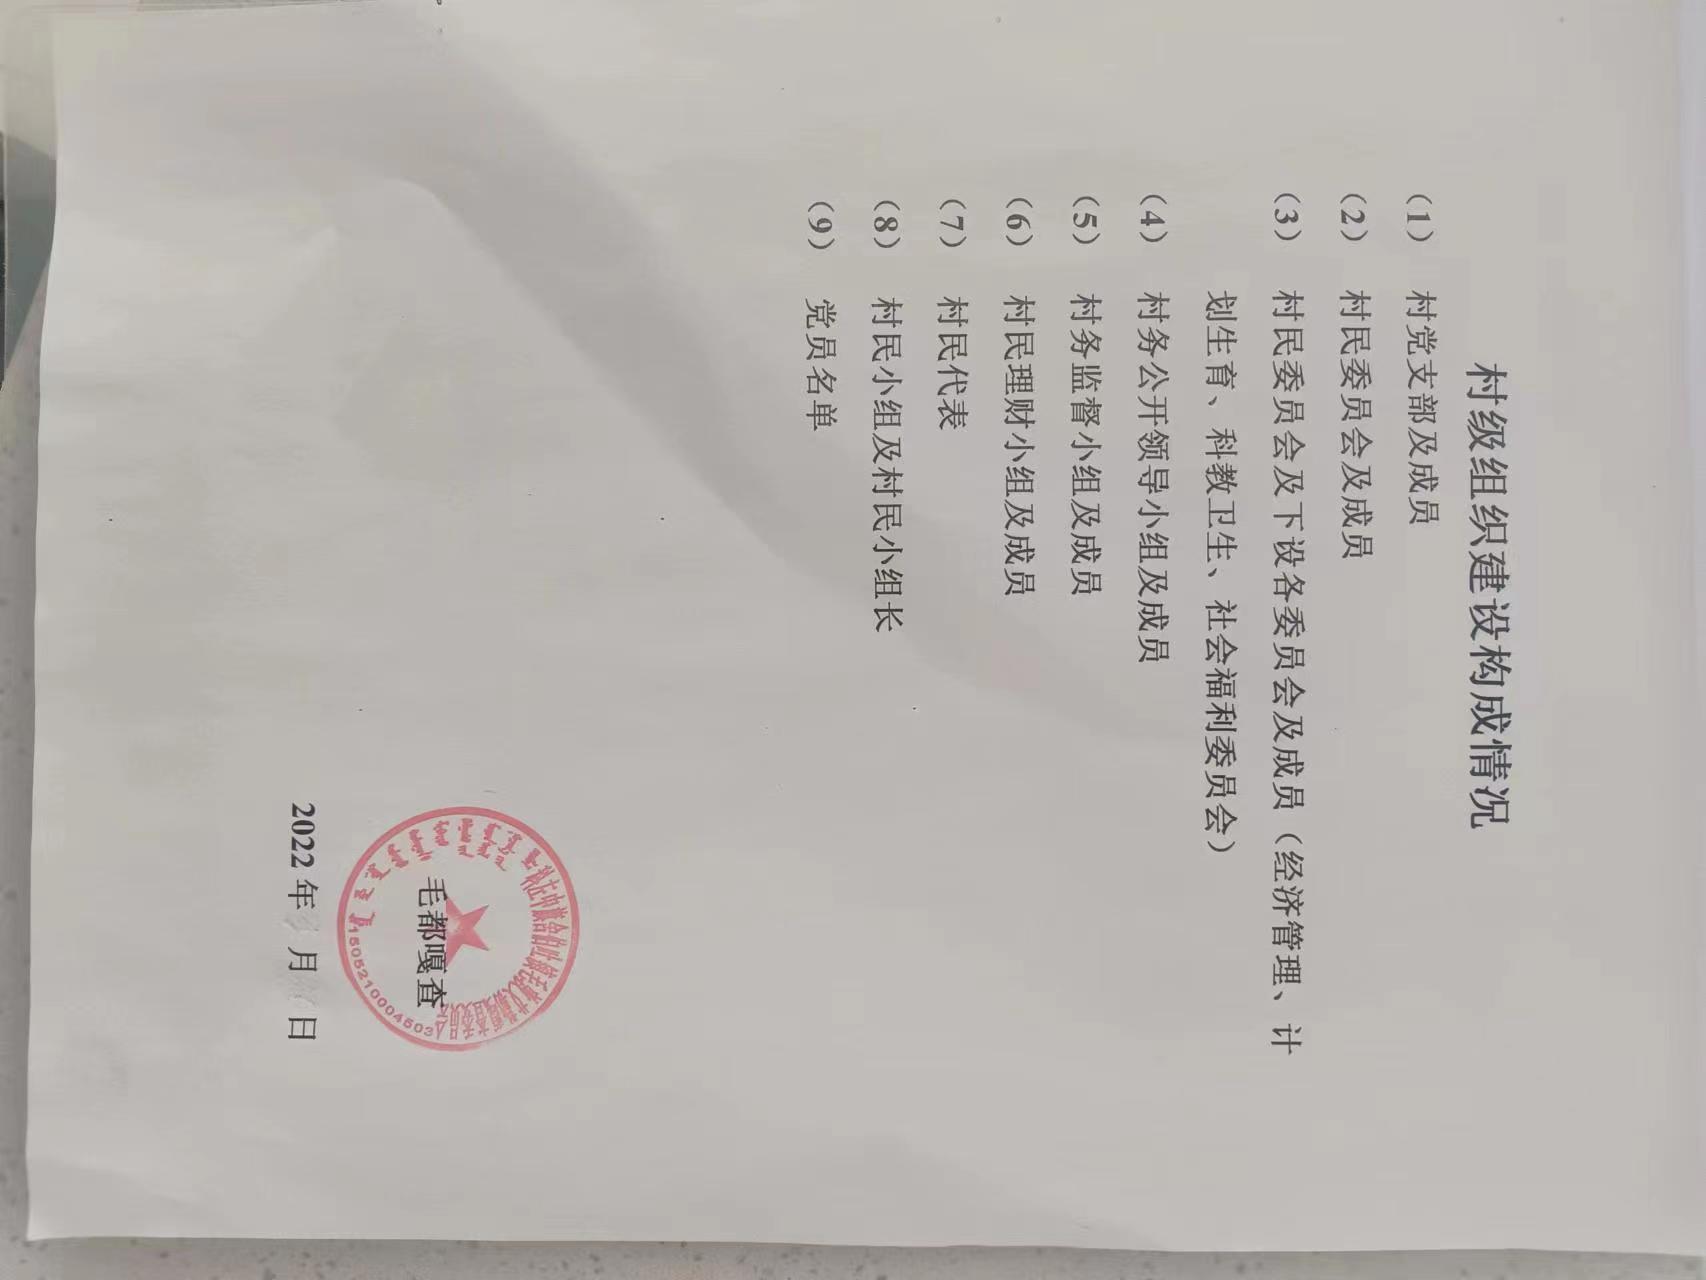 村级组织建设构成情况
（1） 村党支部及成员
（2） 村民委员会及成员
（3） 村民委员会及下设各委员会及成员（经济管理、计
划生育、科教卫生、社会福利委员会）
（4） 村务公开领导小组及成员
（5） 村务监督小组及成员
（6） 村民理财小组及成员
（7） 村民代表
（8） 村民小组及村民小组长
（9） 党员名单
毛都嘎查
1505210004503
2022 年 月 日